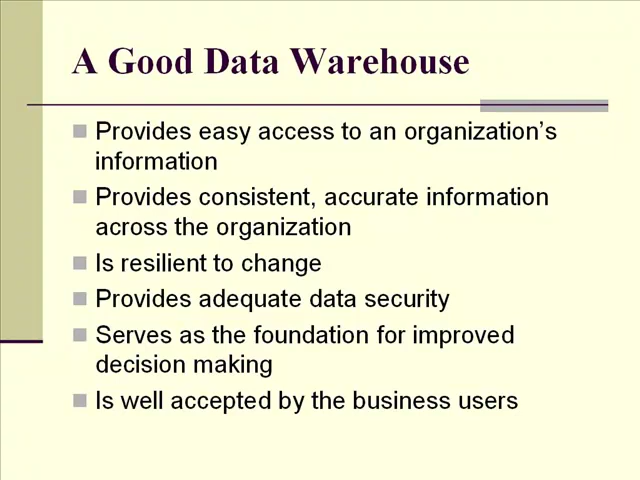 A Good Data Warehouse
Provides easy access to an organization's
information
Provides consistent, accurate information
across the organization
Is resilient to change
Provides adequate data security
Serves as the foundation for improved
decision making
Is well accepted by the business users